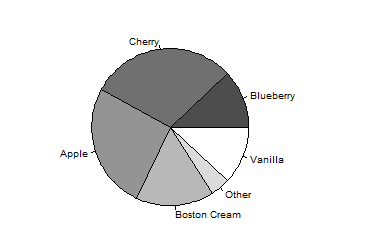 Cherry
Blueberry
Apple
Vanilla
Other
Boston Cream